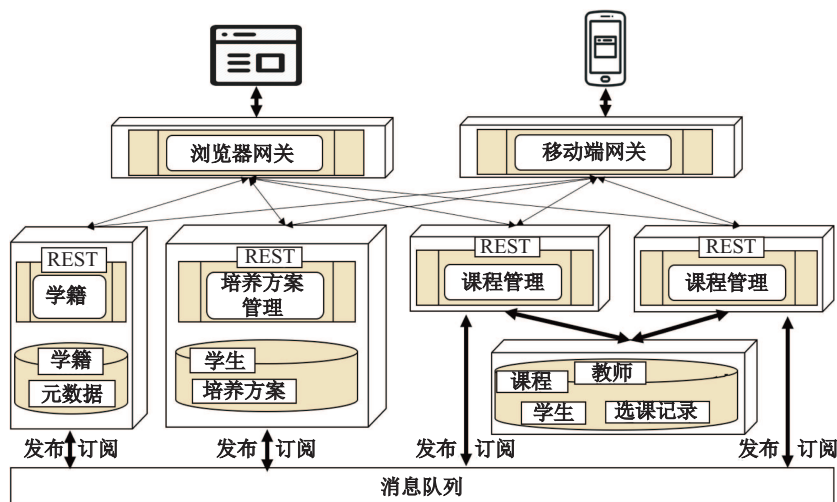 浏览器网关
移动端网关
REST
REST
REST
REST
学籍
培养方案
管理
课程管理
课程管理
学籍
元数据
学生
培养方案
课程
教师
学生
选课记录
发布 订阅
发布 订阅
发布 订阅
发布 订阅
消息队列